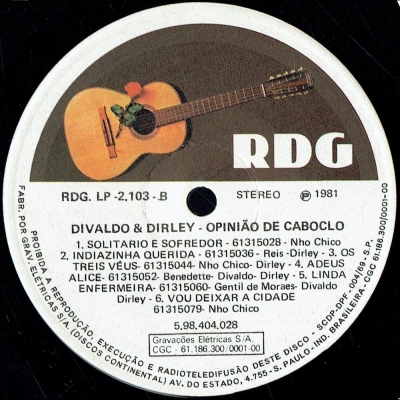 RDG
RDG. LP -2,103-.B
STEREO
Ⓟ 1981
DIVALDO & DIRLEY - OPINIÃO DE CABOCLO
1. SOLITARIO E SOFREDOR - 61315028 - Nho Chico
2. INDIAZINHA QUERIDA - 61315036 - Reis -Dirley - 3. OS
TREIS VÉUS- 61315044- Nho Chico- Dirley - 4. ADEUS
ALICE- 61315052- Benedette- Divaldo- Dirley - 5. LINDA
ENFERMEIRA - 61315060- Gentil de Moraes- Divaldo
Dirley - 6. VOU DEIXAR A CIDADE
61315079- Nho Chico
5,98.404.028
Gravações Elétricas S/A.
CGC - 61.186.300/0001-00
FABR. POR GRAV. ELÉTRICAS S/A. (DISCOS CONTINENTAL) AV. DO ESTADO, 4.755 - S. PAULO - IND. BRASILEIRA - CGC 61.186.300/0001-00
PROIBIDA A REPRODUÇÃO, EXECUÇÃO E RADIOTELEDIFUSÃO DESTE DISCO - SCDP-DPF-004/69 - S.P.